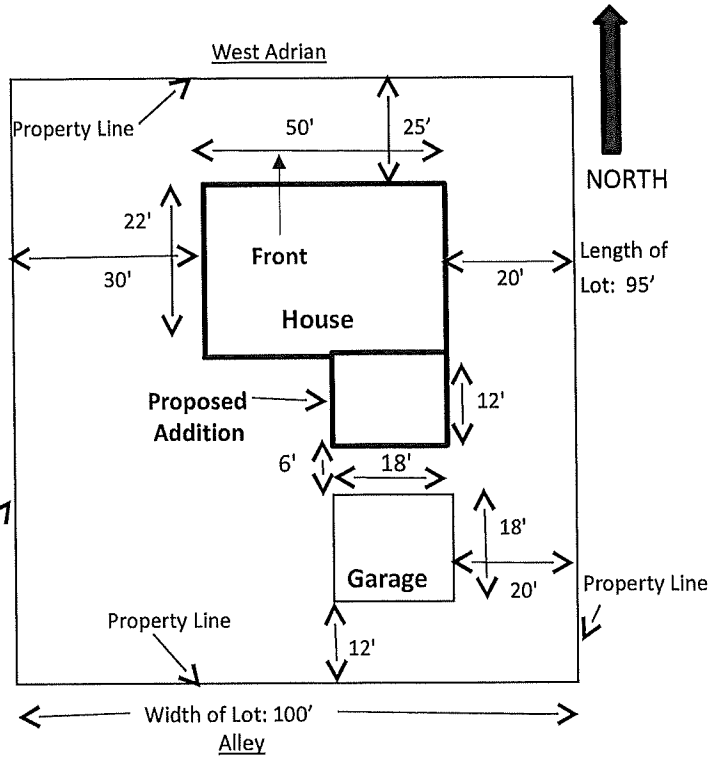 West Adrian
Property Line
50'
25'
NORTH
22'
Front
30'
20'
Length of
Lot: 95'
House
Proposed
Addition
12'
6'
18'
18'
Garage
20'
Property Line
Property Line
12'
Width of Lot: 100'
Alley